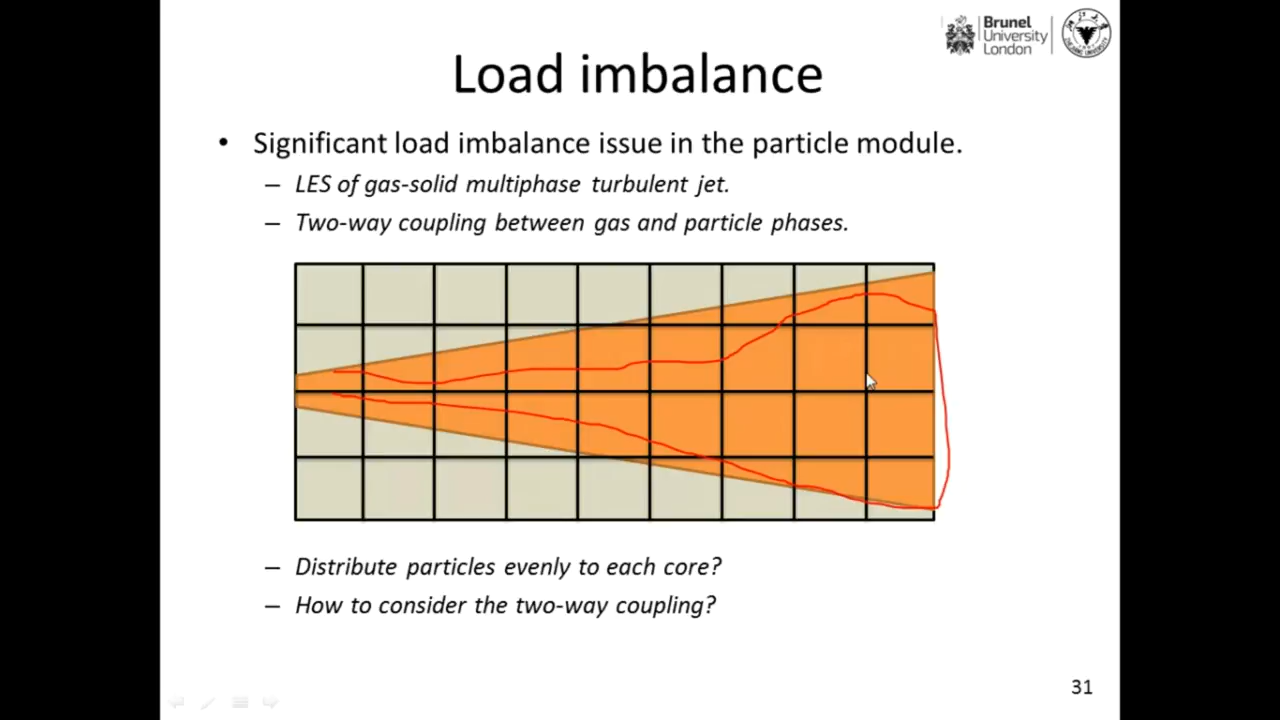 Brunel
University
London
Load imbalance
• Significant load imbalance issue in the particle module.
– LES of gas-solid multiphase turbulent jet.
– Two-way coupling between gas and particle phases.
– Distribute particles evenly to each core?
– How to consider the two-way coupling?
31